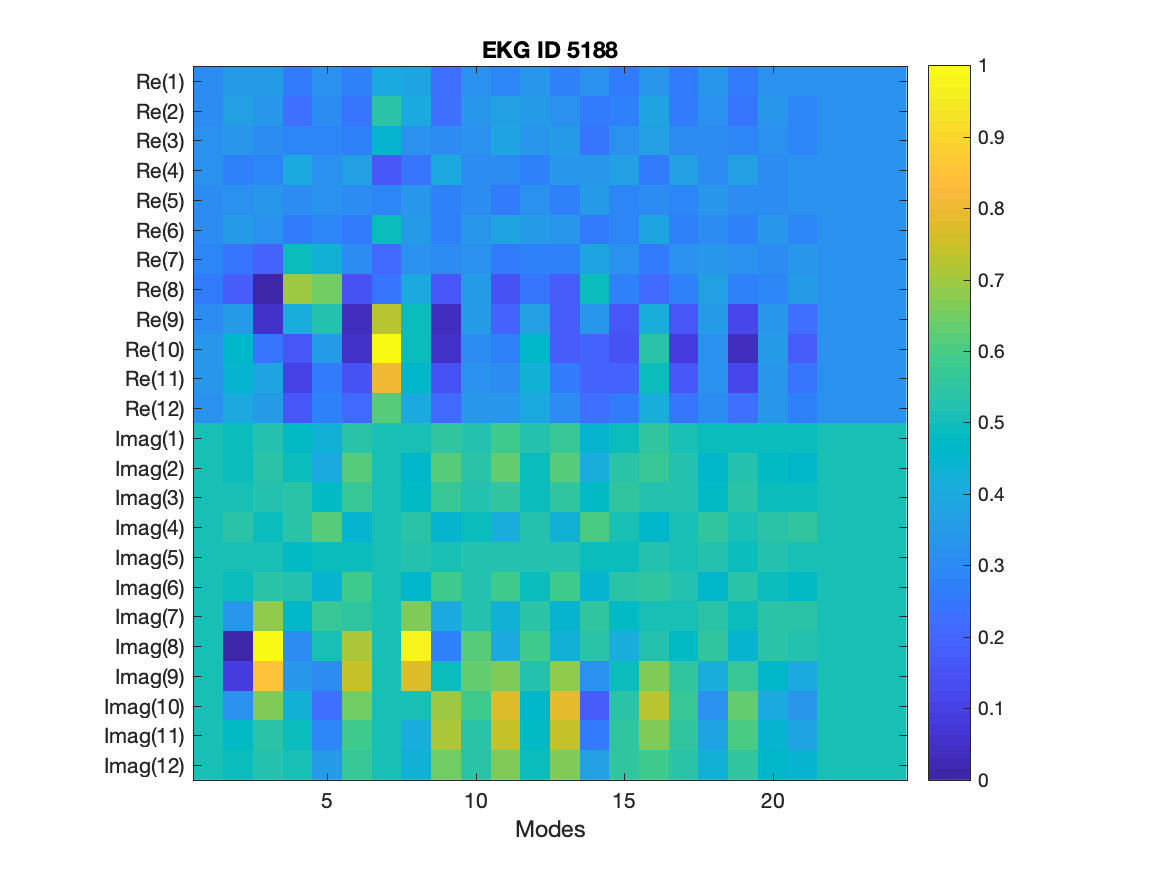 EKG ID 5188
Re(1)
Re(2)
Re(3)
Re(4)
Re(5)
Re(6)
Re(7)
Re(8)
Re(9)
Re(10)
Re(11)
Re(12)
Imag(1)
Imag(2)
Imag(3)
Imag(4)
Imag(5)
Imag(6)
Imag(7)
Imag(8)
Imag(9)
Imag(10)
Imag(11)
Imag(12)
5 10 15 20
Modes
1
0.9
0.8
0.7
0.6
0.5
0.4
0.3
0.2
0.1
0